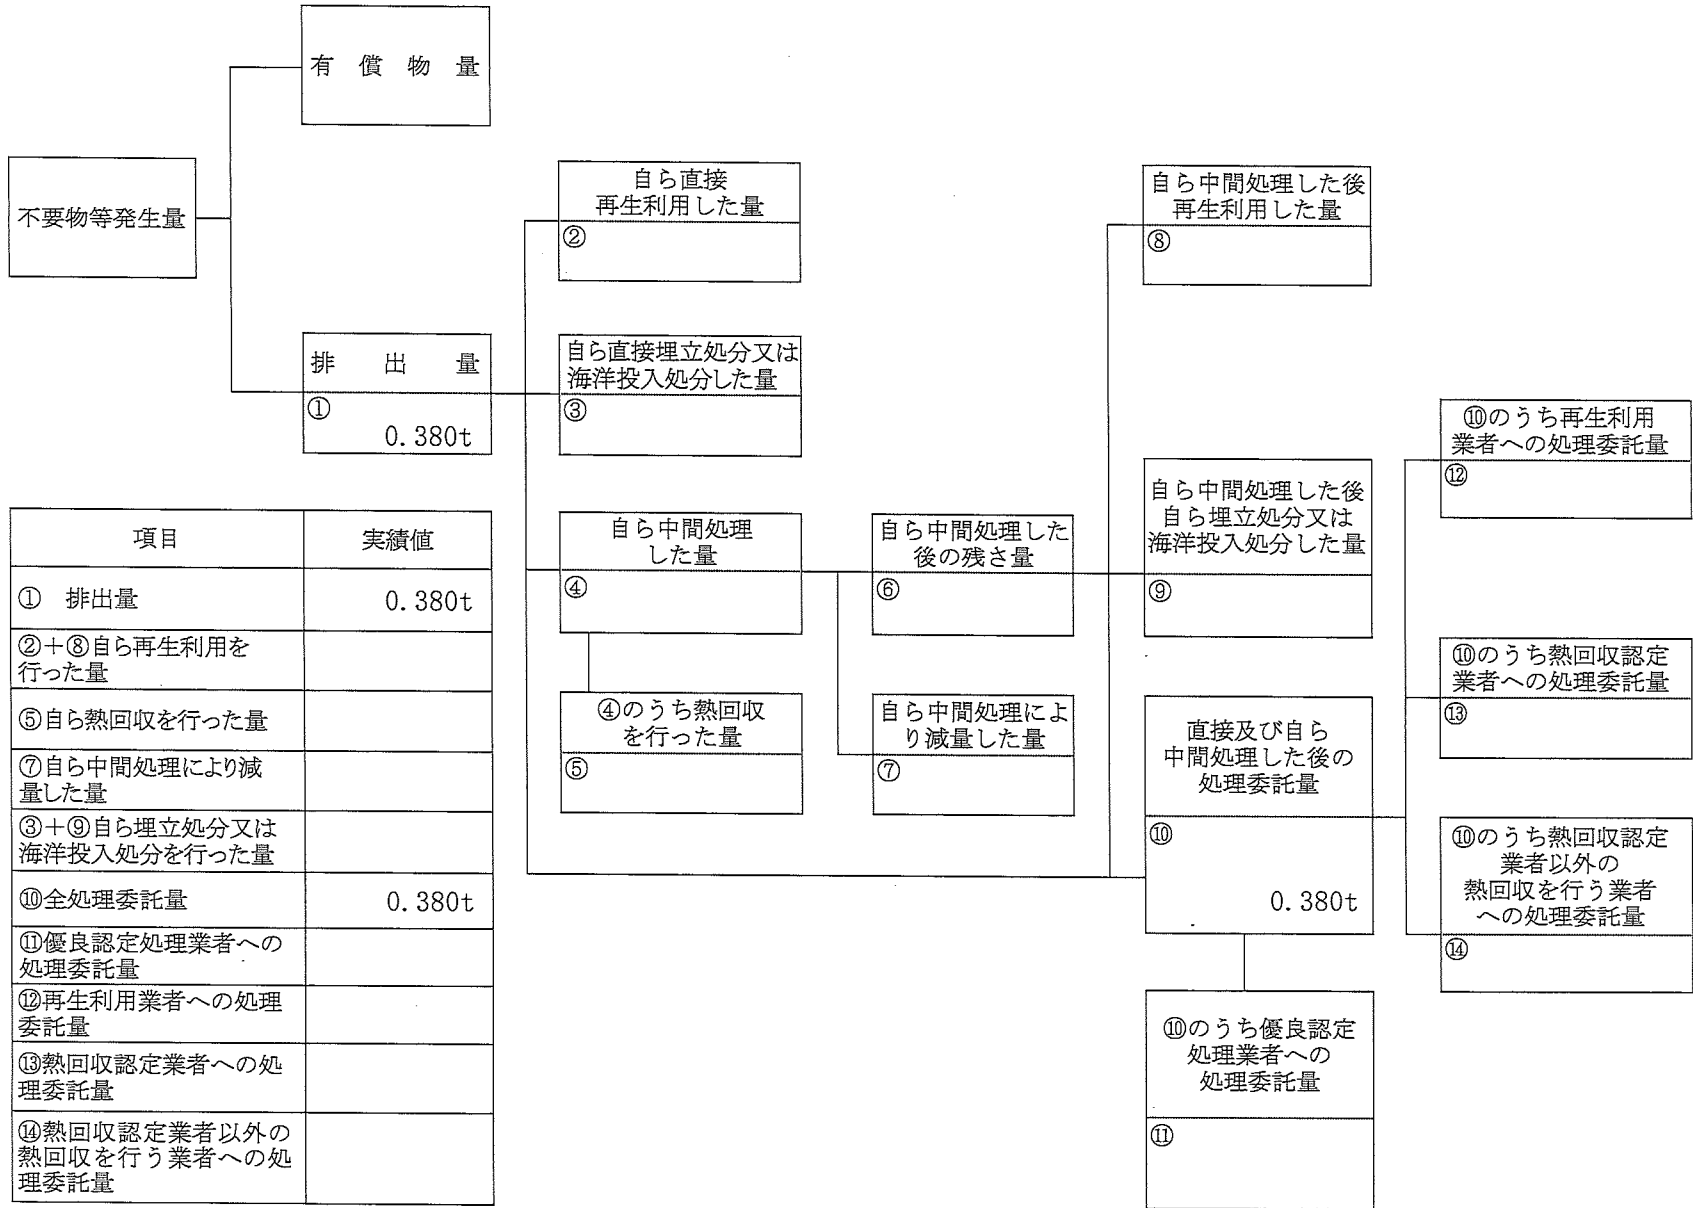 有償物量
不要物等発生量
排出量
①
0.380t
自ら直接
再生利用した量
②
自ら直接埋立処分又は
海洋投入処分した量
③
自ら中間処理
した量
④
④のうち熱回収
を行った量
⑤
自ら中間処理した
後の残さ量
⑥
自ら中間処理によ
り減量した量
⑦
自ら中間処理した後
再生利用した量
⑧
自ら中間処理した後
自ら埋立処分又は
海洋投入処分した量
⑨
直接及び自ら
中間処理した後の
処理委託量
⑩
0.380t
⑩のうち優良認定
処理業者への
処理委託量
⑪
⑩のうち再生利用
業者への処理委託量
⑫
⑩のうち熱回収認定
業者への処理委託量
⑬
⑩のうち熱回収認定
業者以外の
熱回収を行う業者
への処理委託量
⑭
項目 実績値
① 排出量 0.380t
②+⑧自ら再生利用を
行った量
⑤自ら熱回収を行った量
⑦自ら中間処理により減
量した量
③+⑨自ら埋立処分又は
海洋投入処分を行った量
⑩全処理委託量 0.380t
⑪優良認定処理業者への
処理委託量
⑫再生利用業者への処理
委託量
⑬熱回収認定業者への処
理委託量
⑭熱回収認定業者以外の
熱回収を行う業者への処
理委託量